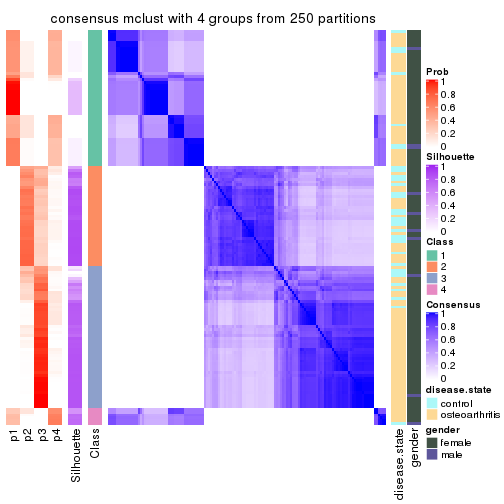 consensus mclust with 4 groups from 250 partitions
Prob
1
0.8
0.6
0.4
0.2
0
Silhouette
1
0.8
0.6
0.4
0.2
0
Class
1
2
3
4
Consensus
1
0.8
0.6
0.4
0.2
0
disease.state
control
osteoarthritis
gender
female
male
p1
p2
p3
p4
Silhouette
Class
disease.state
gender